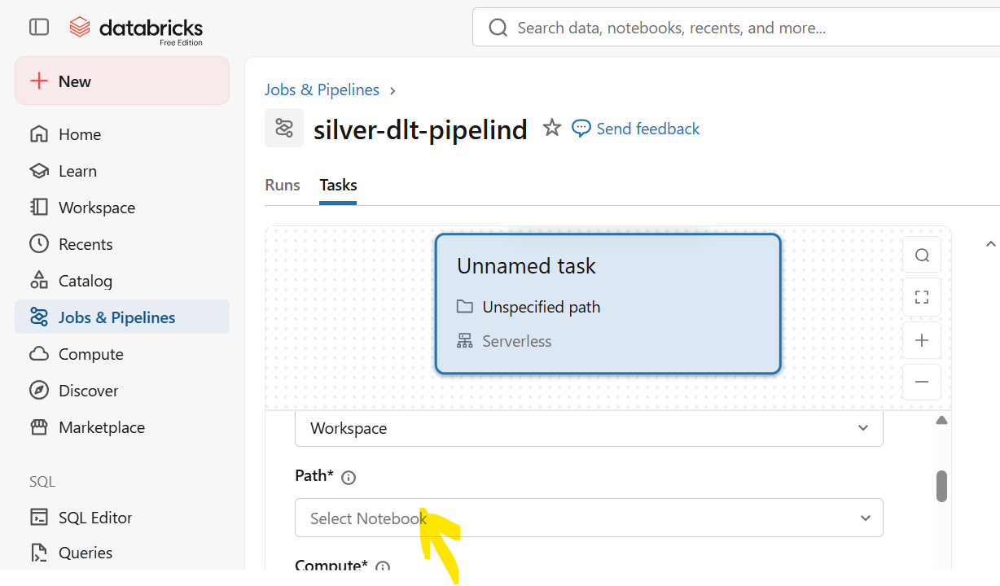 databricks
Free Edition
Search data, notebooks, recents, and more...
New
Home
Learn
Workspace
Recents
Catalog
Jobs & Pipelines
Compute
Discover
Marketplace
SQL
SQL Editor
Queries
Jobs & Pipelines ›
silver-dlt-pipelind
Send feedback
Runs
Tasks
Unnamed task
Unspecified path
Serverless
Workspace
Path*
Select Notebook
Compute*